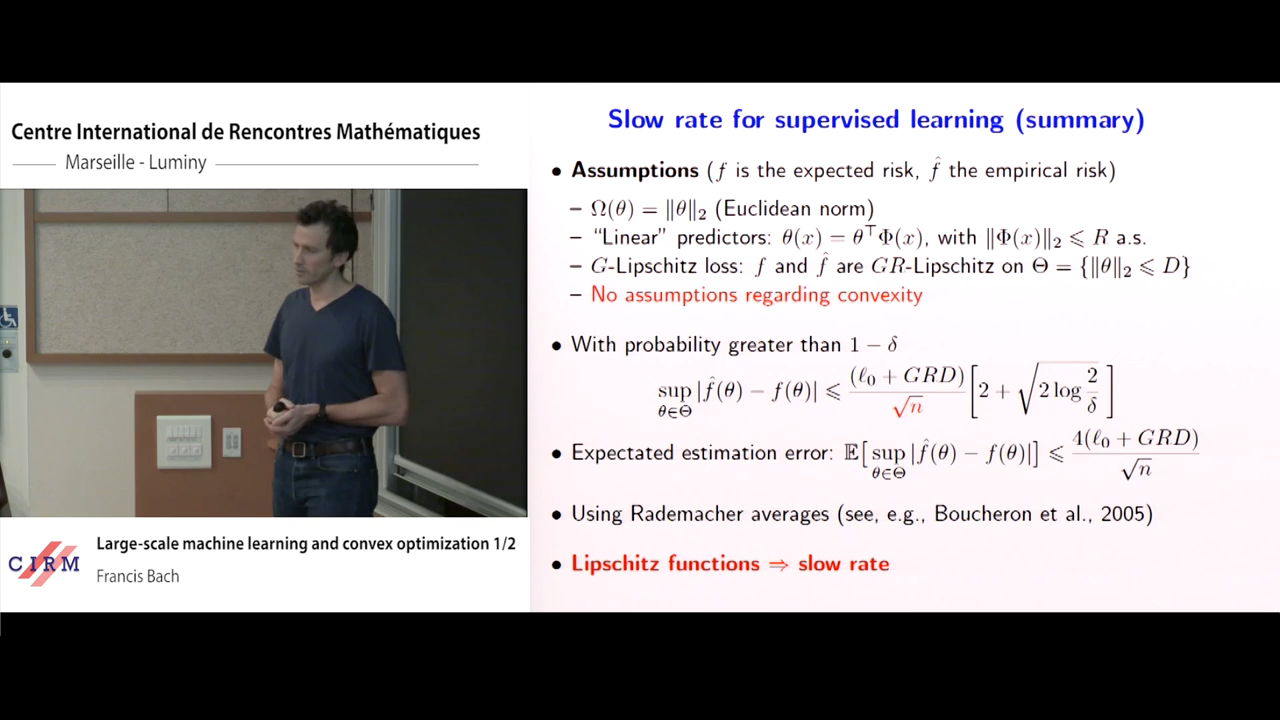 Centre International de Rencontres Mathématiques
Marseille - Luminy
CIRM
Large-scale machine learning and convex optimization 1/2
Francis Bach
Slow rate for supervised learning (summary)
• Assumptions (f is the expected risk, f̂ the empirical risk)
– Ω(θ) = ‖θ‖₂ (Euclidean norm)
– “Linear” predictors: θ(x) = θ⊤Φ(x), with ‖Φ(x)‖₂ ⩽ R a.s.
– G-Lipschitz loss: f and f̂ are GR-Lipschitz on Θ = {‖θ‖₂ ⩽ D}
– No assumptions regarding convexity
• With probability greater than 1 − δ
sup_{θ∈Θ} |f̂(θ) − f(θ)| ⩽ (ℓ₀ + GRD)/√n [2 + √(2 log 2/δ)]
• Expectated estimation error: 𝔼[sup_{θ∈Θ} |f̂(θ) − f(θ)|] ⩽ 4(ℓ₀ + GRD)/√n
• Using Rademacher averages (see, e.g., Boucheron et al., 2005)
• Lipschitz functions ⇒ slow rate